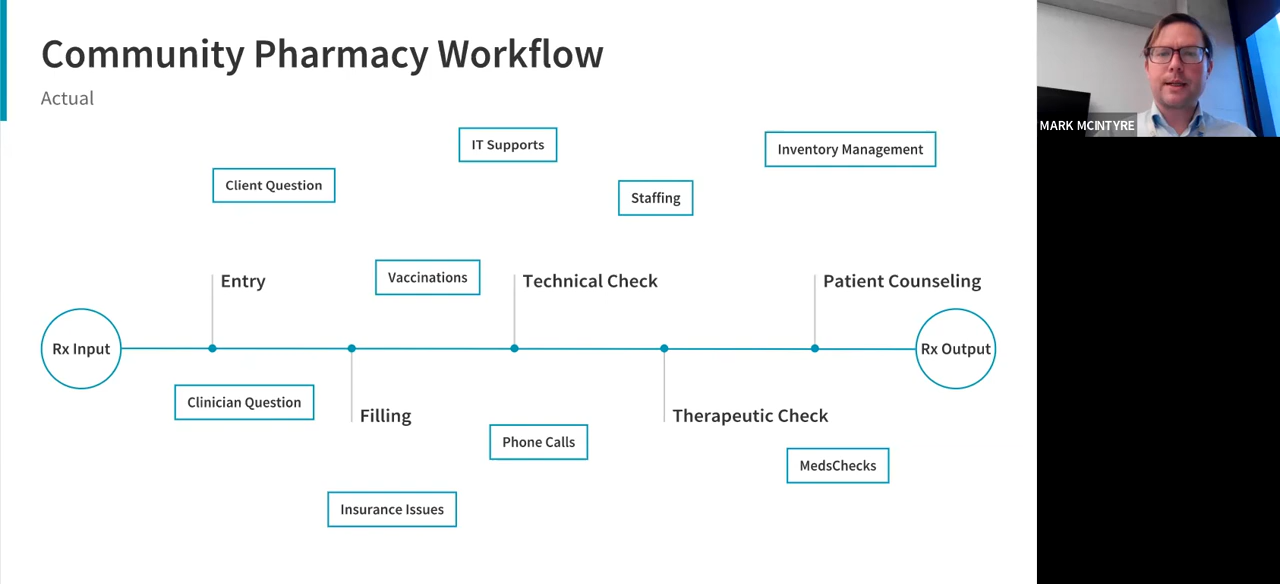 Community Pharmacy Workflow
Actual
MARK MCINTYRE
IT Supports
Inventory Management
Client Question
Staffing
Entry
Vaccinations
Technical Check
Patient Counseling
Rx Input
Rx Output
Clinician Question
Filling
Therapeutic Check
Phone Calls
MedsChecks
Insurance Issues